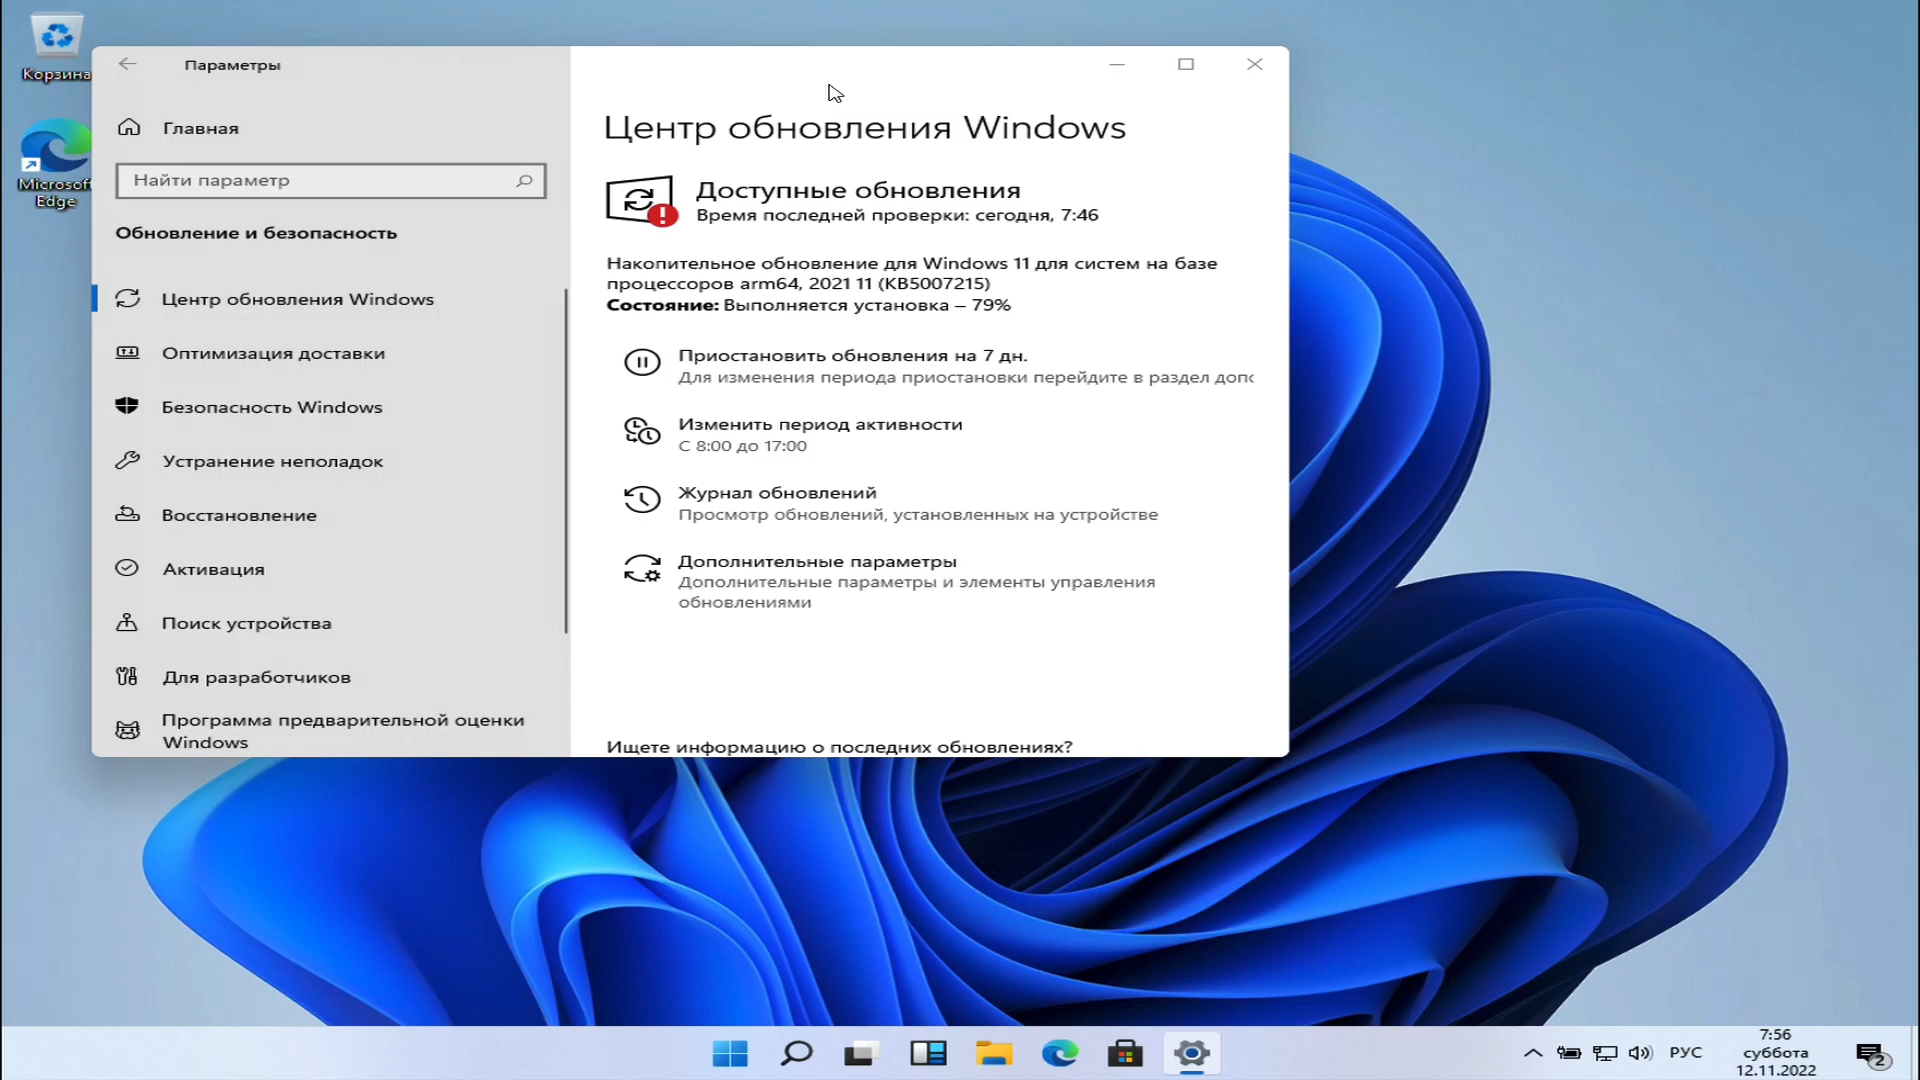 Корзина
Microsoft
Edge
Параметры
Главная
Найти параметр
Обновление и безопасность
Центр обновления Windows
Оптимизация доставки
Безопасность Windows
Устранение неполадок
Восстановление
Активация
Поиск устройства
Для разработчиков
Программа предварительной оценки
Windows
Центр обновления Windows
Доступные обновления
Время последней проверки: сегодня, 7:46
Накопительное обновление для Windows 11 для систем на базе
процессоров arm64, 2021 11 (KB5007215)
Состояние: Выполняется установка – 79%
Приостановить обновления на 7 дн.
Для изменения периода приостановки перейдите в раздел допо
Изменить период активности
С 8:00 до 17:00
Журнал обновлений
Просмотр обновлений, установленных на устройстве
Дополнительные параметры
Дополнительные параметры и элементы управления
обновлениями
Ищете информацию о последних обновлениях?
РУС
7:56
суббота
12.11.2022
2